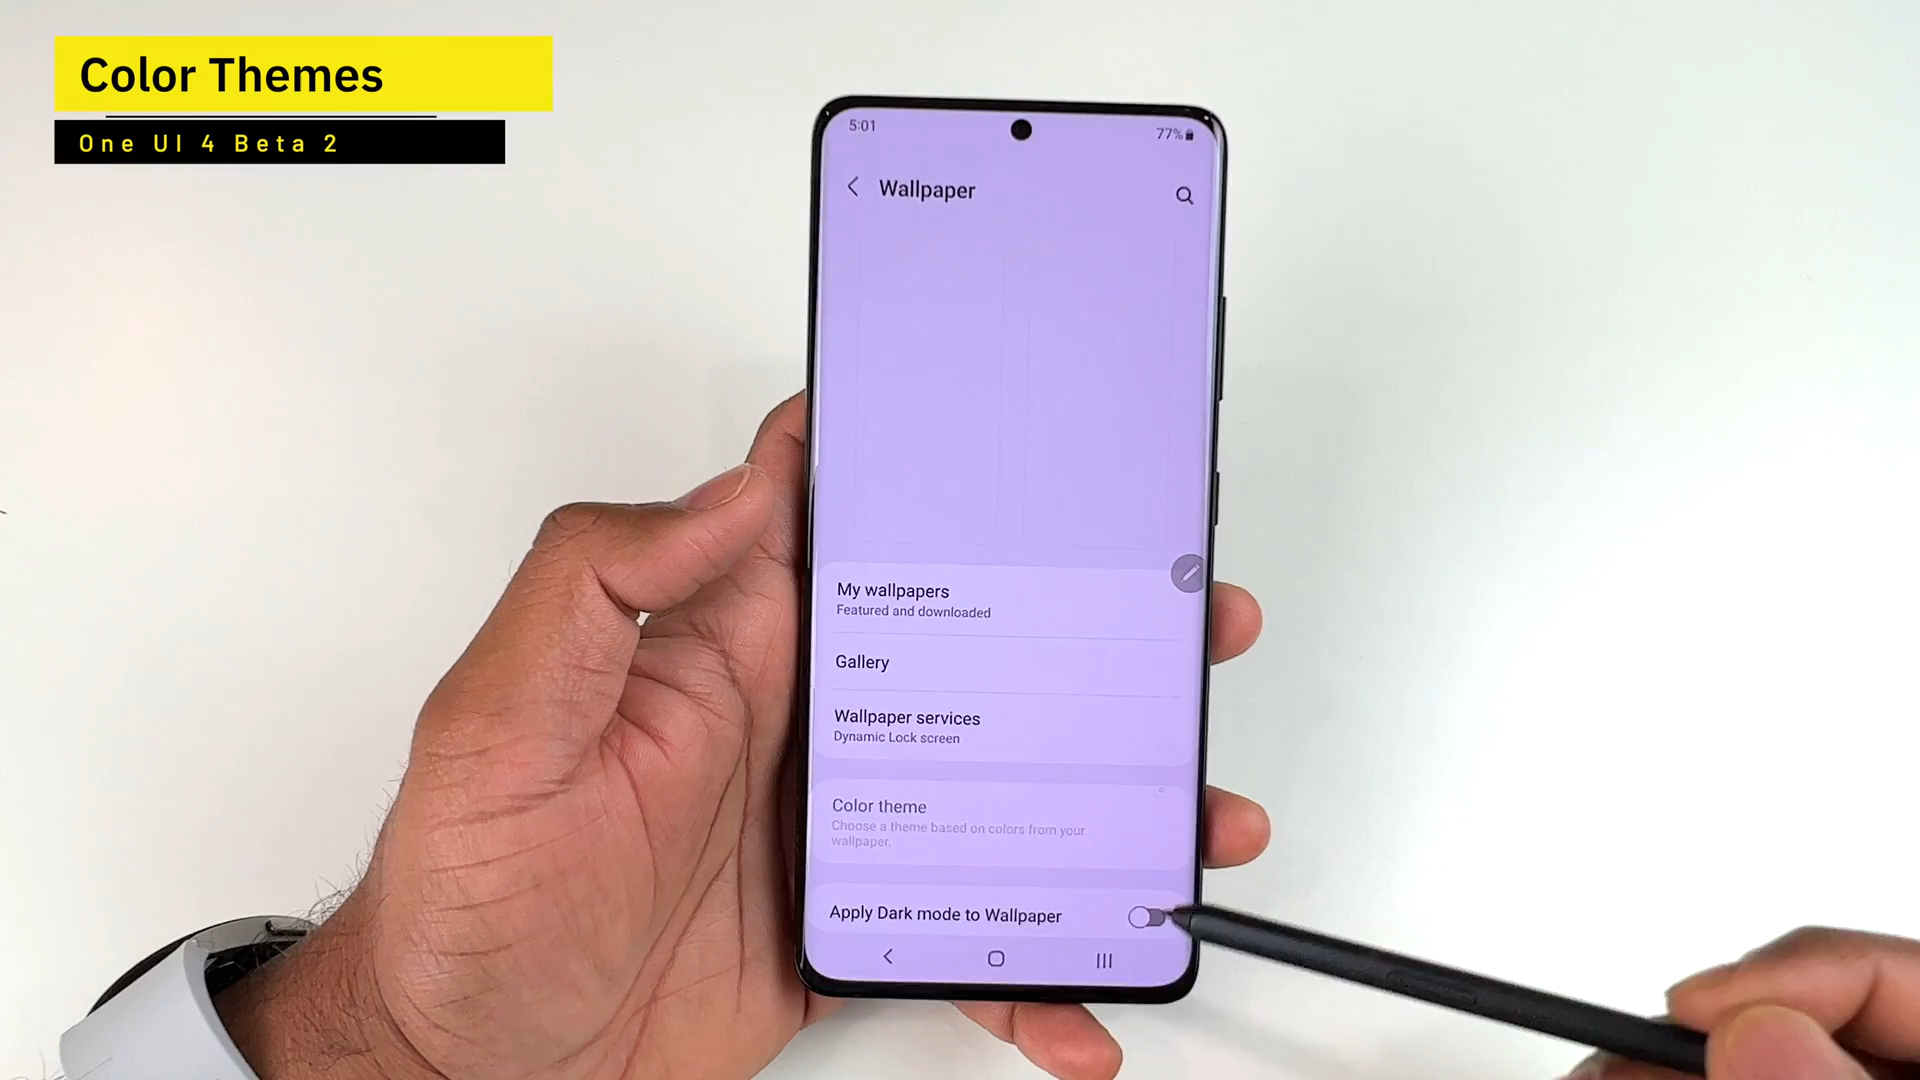 Color Themes
One UI 4 Beta 2
5:01
77%
Wallpaper
My wallpapers
Featured and downloaded
Gallery
Wallpaper services
Dynamic Lock screen
Color theme
Choose a theme based on colors from your
wallpaper.
Apply Dark mode to Wallpaper